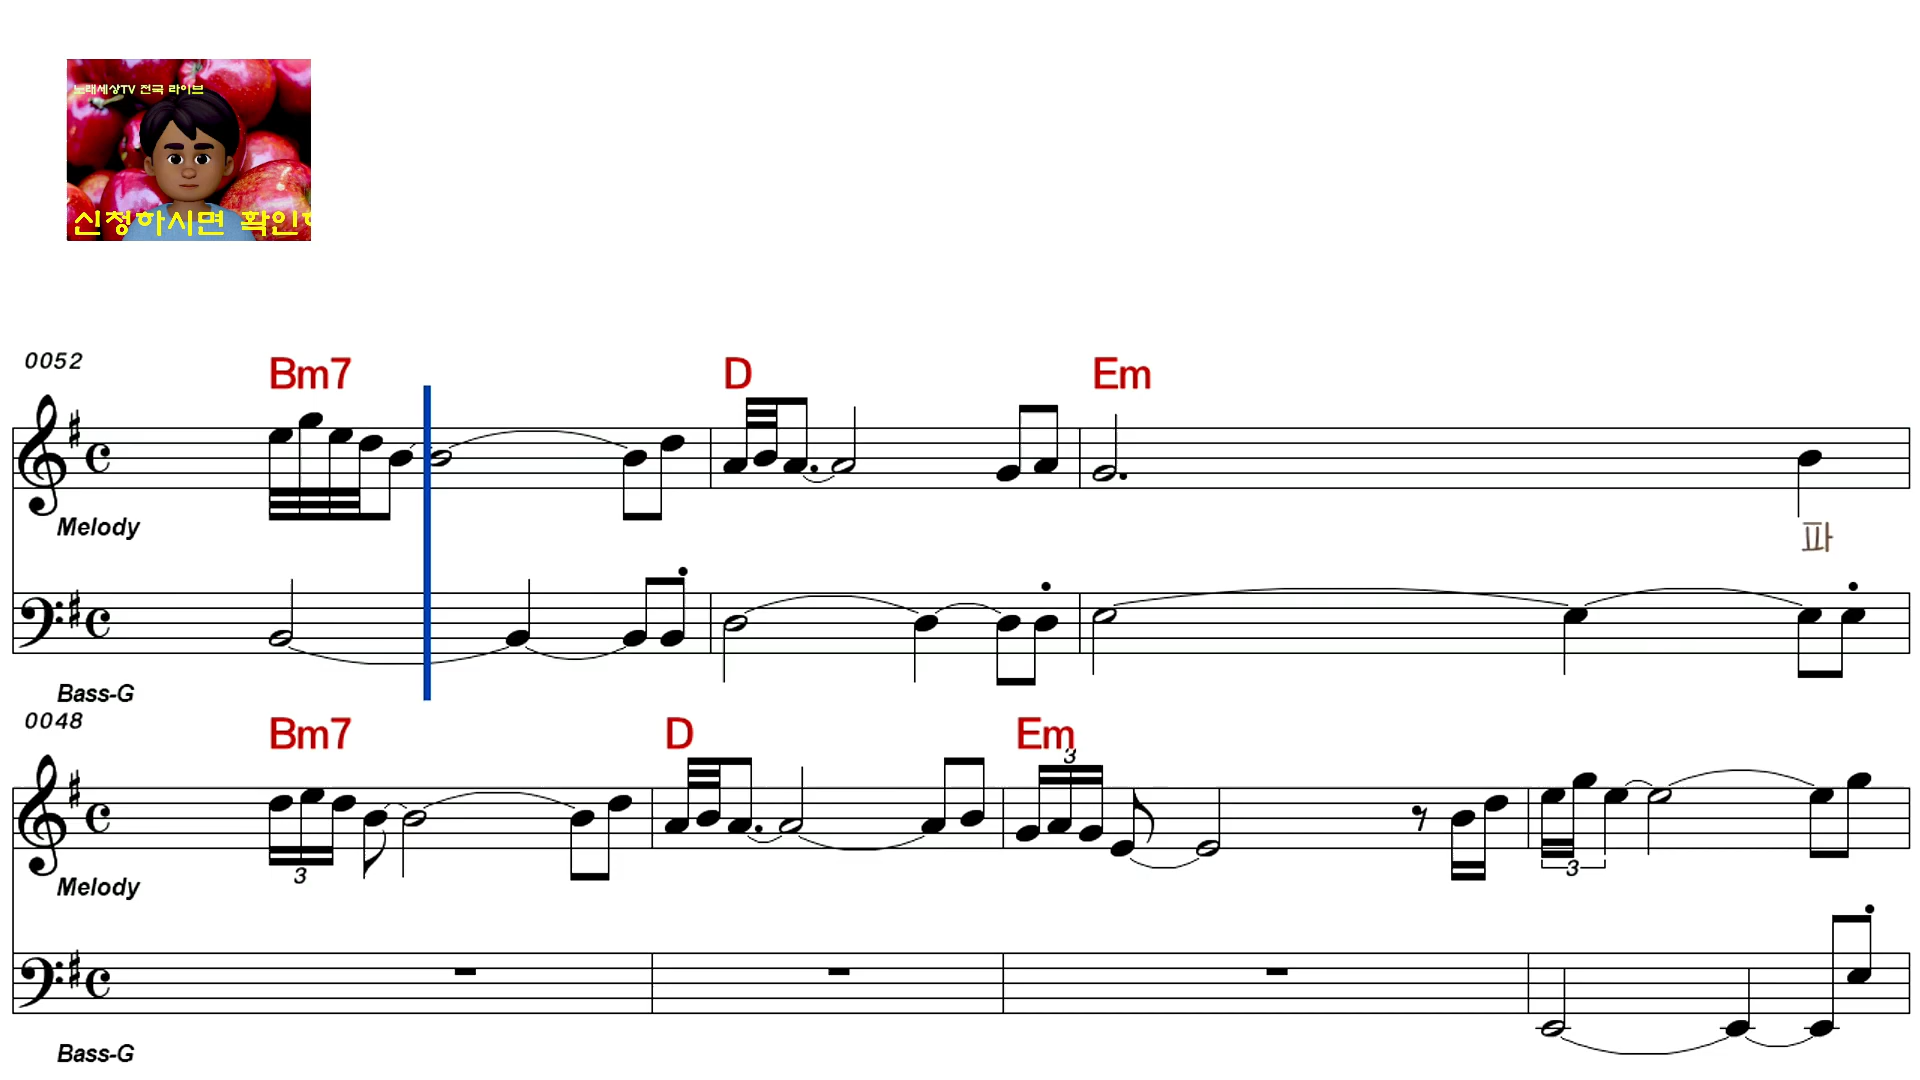 노래세상TV 전국 라이브
신청하시면 확인하
0052
Bm7 D Em
Melody
파
Bass-G
0048
Bm7 D Em
3
3 3
Melody
Bass-G